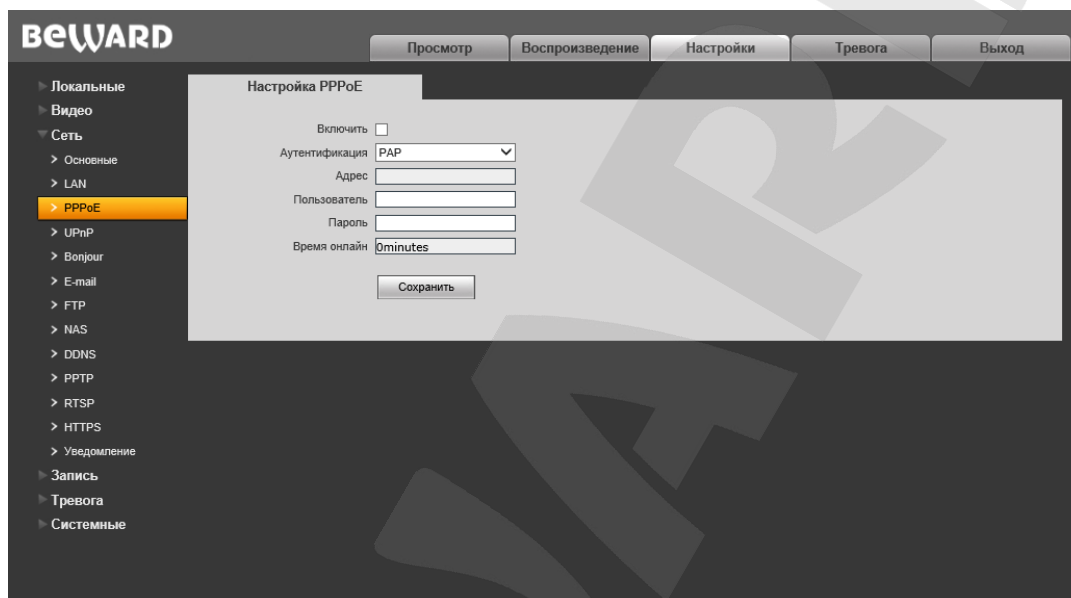 BEWARD
Просмотр
Воспроизведение
Настройки
Тревога
Выход
Локальные
Видео
Сеть
> Основные
> LAN
> PPPoE
> UPnP
> Bonjour
> E-mail
> FTP
> NAS
> DDNS
> PPTP
> RTSP
> HTTPS
> Уведомление
Запись
Тревога
Системные
Настройка PPPoE
Включить
Аутентификация PAP
Адрес
Пользователь
Пароль
Время онлайн 0minutes
Сохранить